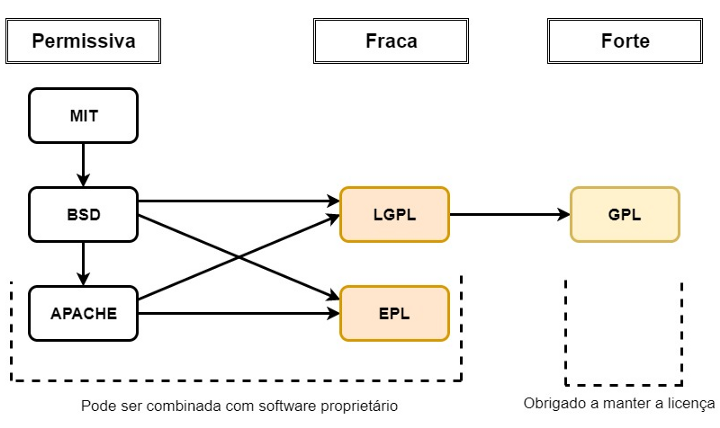 Permissiva
Fraca
Forte
MIT
BSD
LGPL
GPL
APACHE
EPL
Pode ser combinada com software proprietário
Obrigado a manter a licença